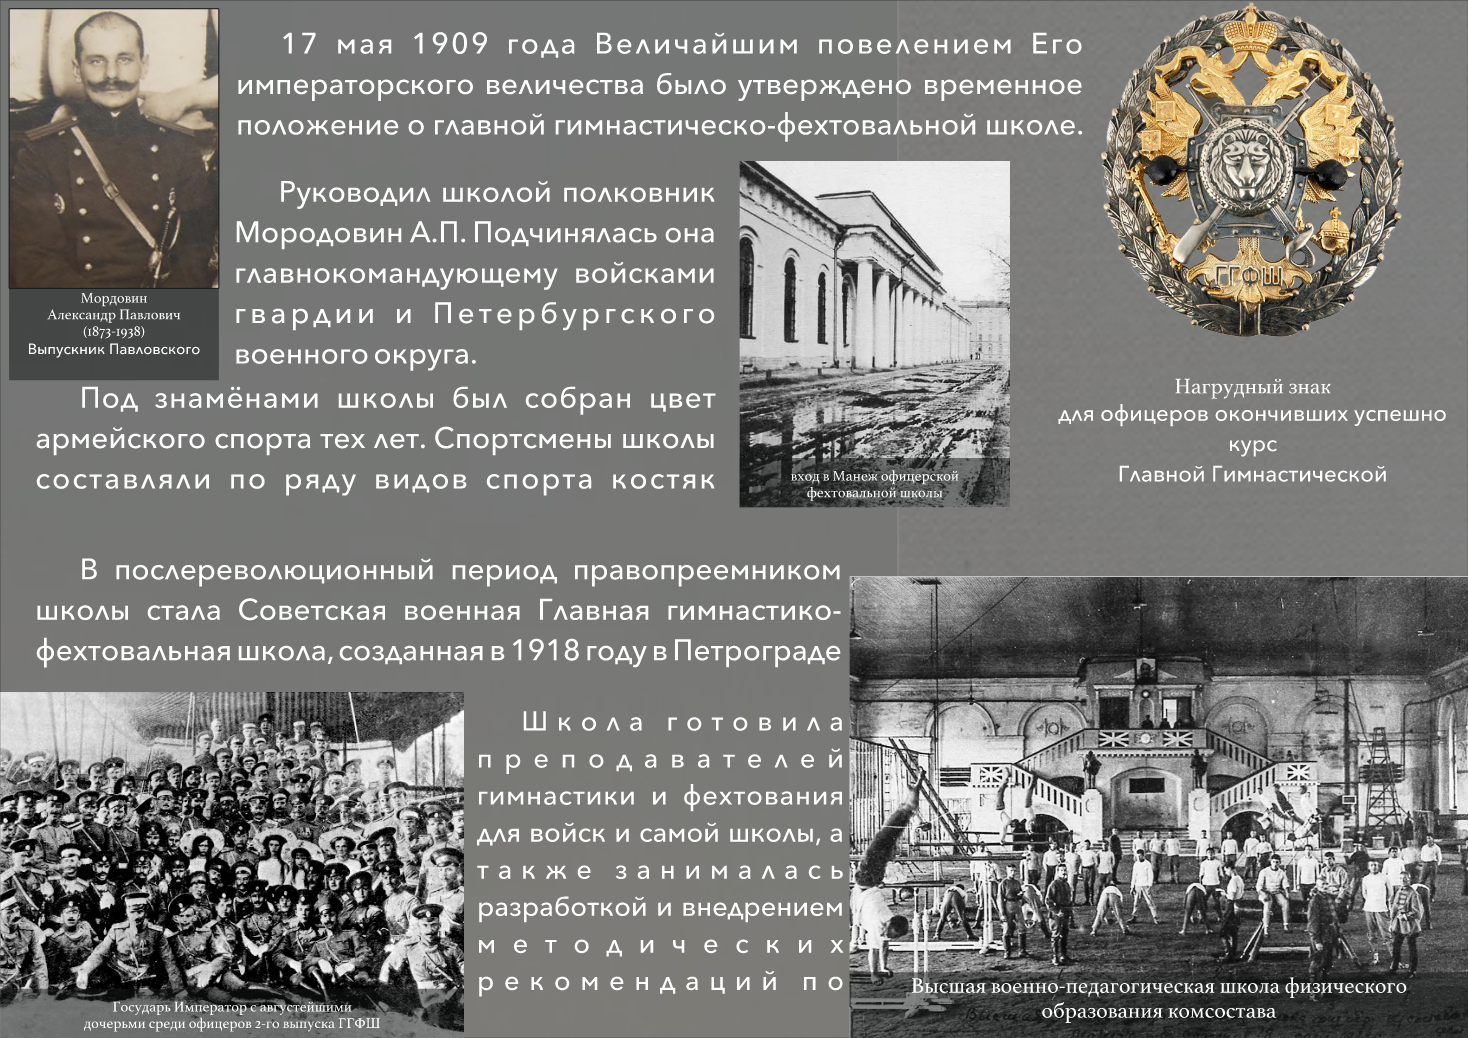 17 мая 1909 года Величайшим повелением Его
императорского величества было утверждено временное
положение о главной гимнастическо-фехтовальной школе.
Мордовин
Александр Павлович
(1873-1938)
Выпускник Павловского
Руководил школой полковник
Мородовин А.П. Подчинялась она
главнокомандующему войсками
гвардии и Петербургского
военного округа.
Под знамёнами школы был собран цвет
армейского спорта тех лет. Спортсмены школы
составляли по ряду видов спорта костяк
вход в Манеж офицерской
фехтовальной школы
ГГФШ
Нагрудный знак
для офицеров окончивших успешно
курс
Главной Гимнастической
В послереволюционный период правопреемником
школы стала Советская военная Главная гимнастико-
фехтовальная школа, созданная в 1918 году в Петрограде
Государь Император с августейшими
дочерьми среди офицеров 2-го выпуска ГГФШ
Школа готовила
преподавателей
гимнастики и фехтования
для войск и самой школы, а
также занималась
разработкой и внедрением
методических
рекомендаций по
Высшая военно-педагогическая школа физического
образования комсостава